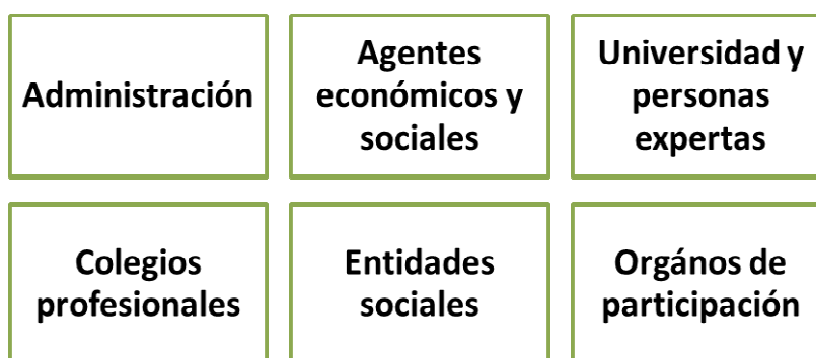 Administración
Agentes
económicos y
sociales
Universidad y
personas
expertas
Colegios
profesionales
Entidades
sociales
Orgános de
participación